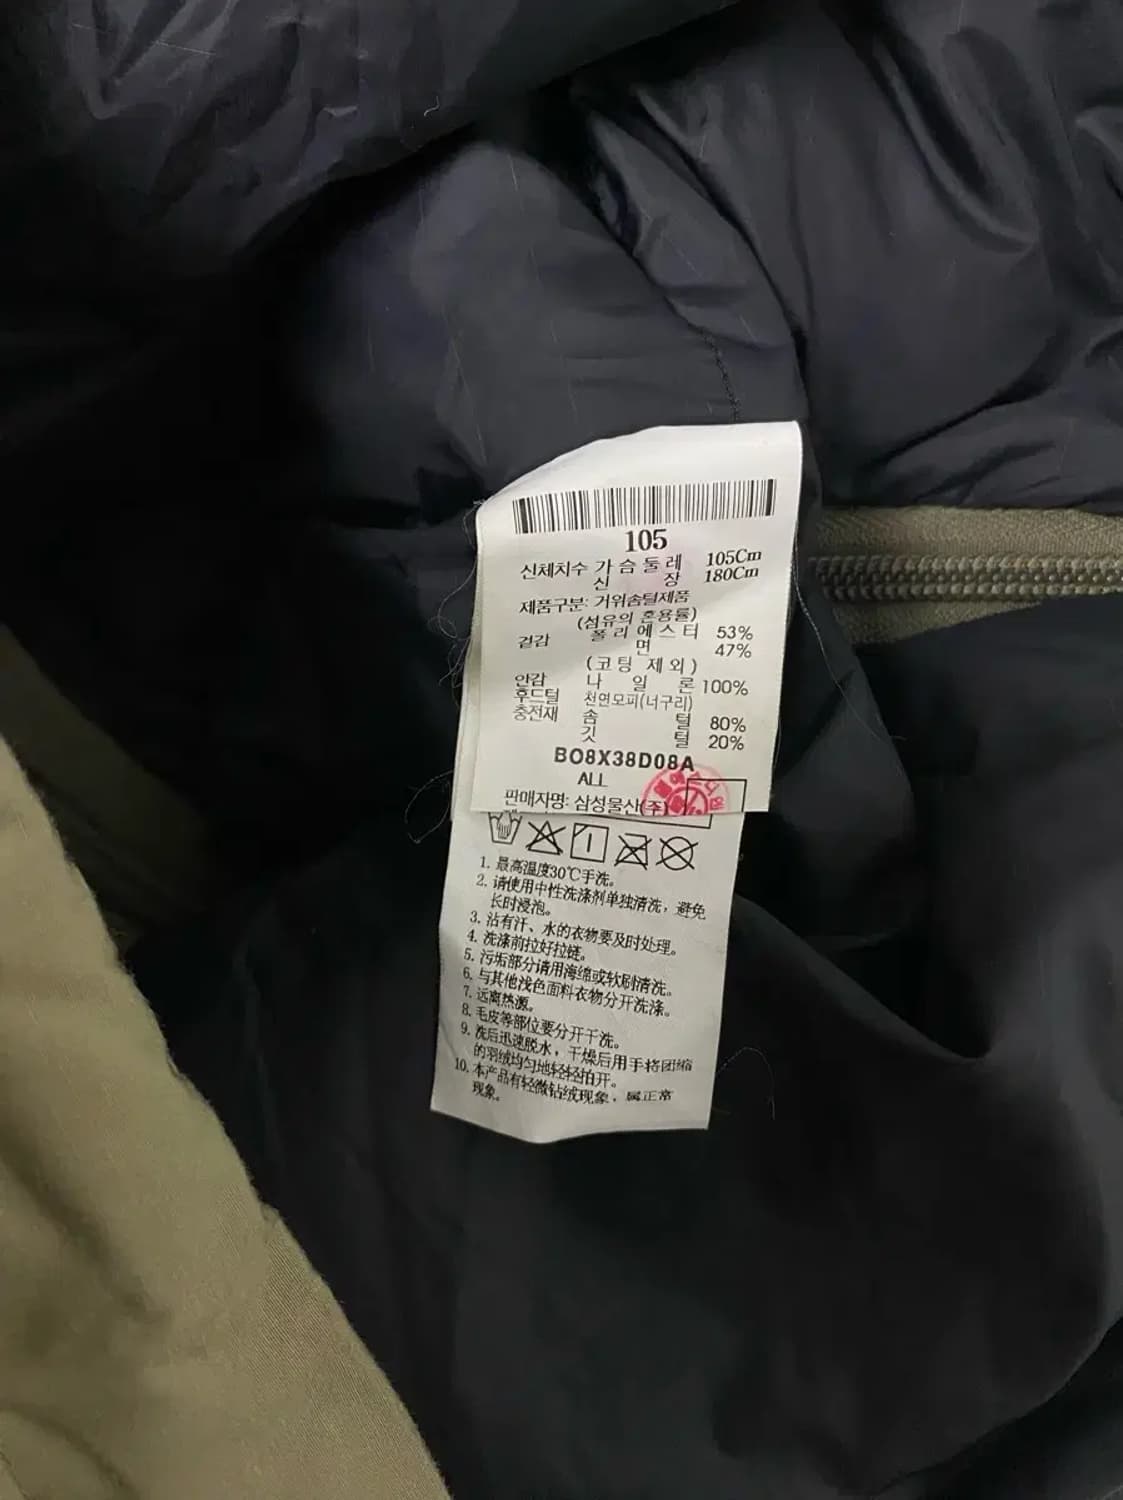 105
신체치수 가슴둘레 105Cm
신장 180Cm
제품구분: 거위솜털제품
(섬유의 혼용률)
겉감 폴리에스터 53%
면 47%
(코팅 제외)
안감 나일론 100%
후드털 천연모피(너구리)
충전재 솜털 80%
깃털 20%
BO8X38D08A
ALL
판매자명: 삼성물산(주)
1. 最高温度30℃手洗。
2. 请使用中性洗涤剂单独清洗，避免
长时浸泡。
3. 沾有汗、水的衣物要及时处理。
4. 洗涤前拉好拉链。
5. 污垢部分请用海绵或软刷清洗。
6. 与其他浅色面料衣物分开洗涤。
7. 远离热源。
8. 毛皮等部位要分开干洗。
9. 洗后迅速脱水，干燥后用手将团缩
的羽绒均匀地轻轻拍开。
10. 本产品有轻微钻绒现象，属正常
现象。